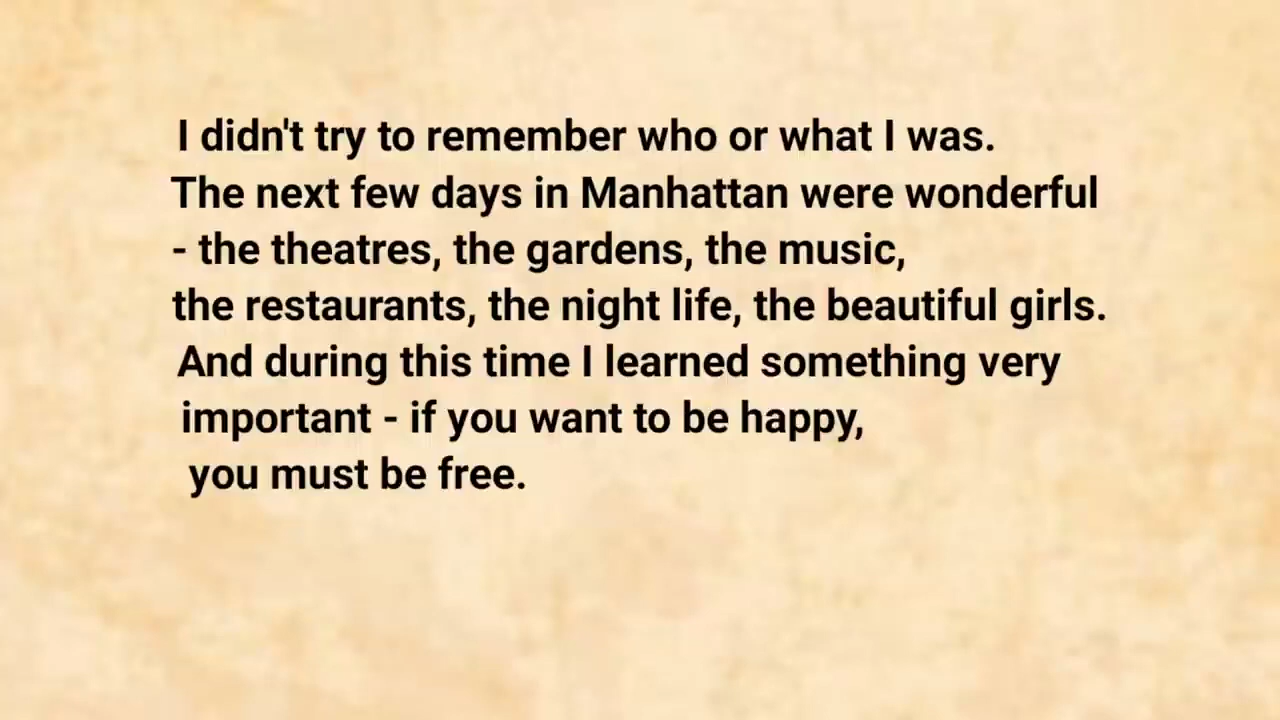 I didn't try to remember who or what I was.
The next few days in Manhattan were wonderful
- the theatres, the gardens, the music,
the restaurants, the night life, the beautiful girls.
And during this time I learned something very
important - if you want to be happy,
you must be free.